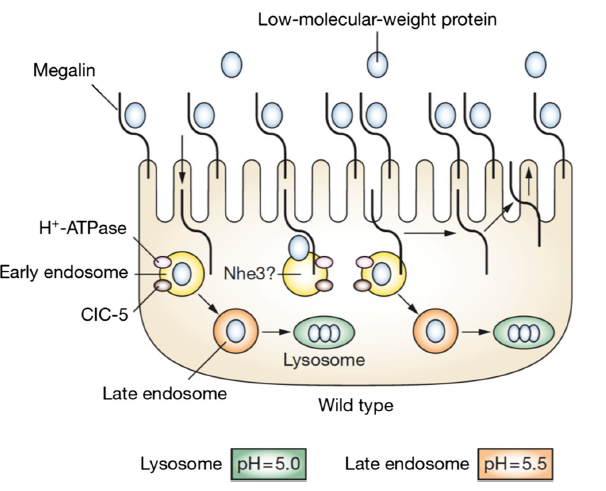 Low-molecular-weight protein
Megalin
H+-ATPase
Early endosome
Nhe3?
ClC-5
Lysosome
Late endosome
Wild type
Lysosome pH=5.0 Late endosome pH=5.5